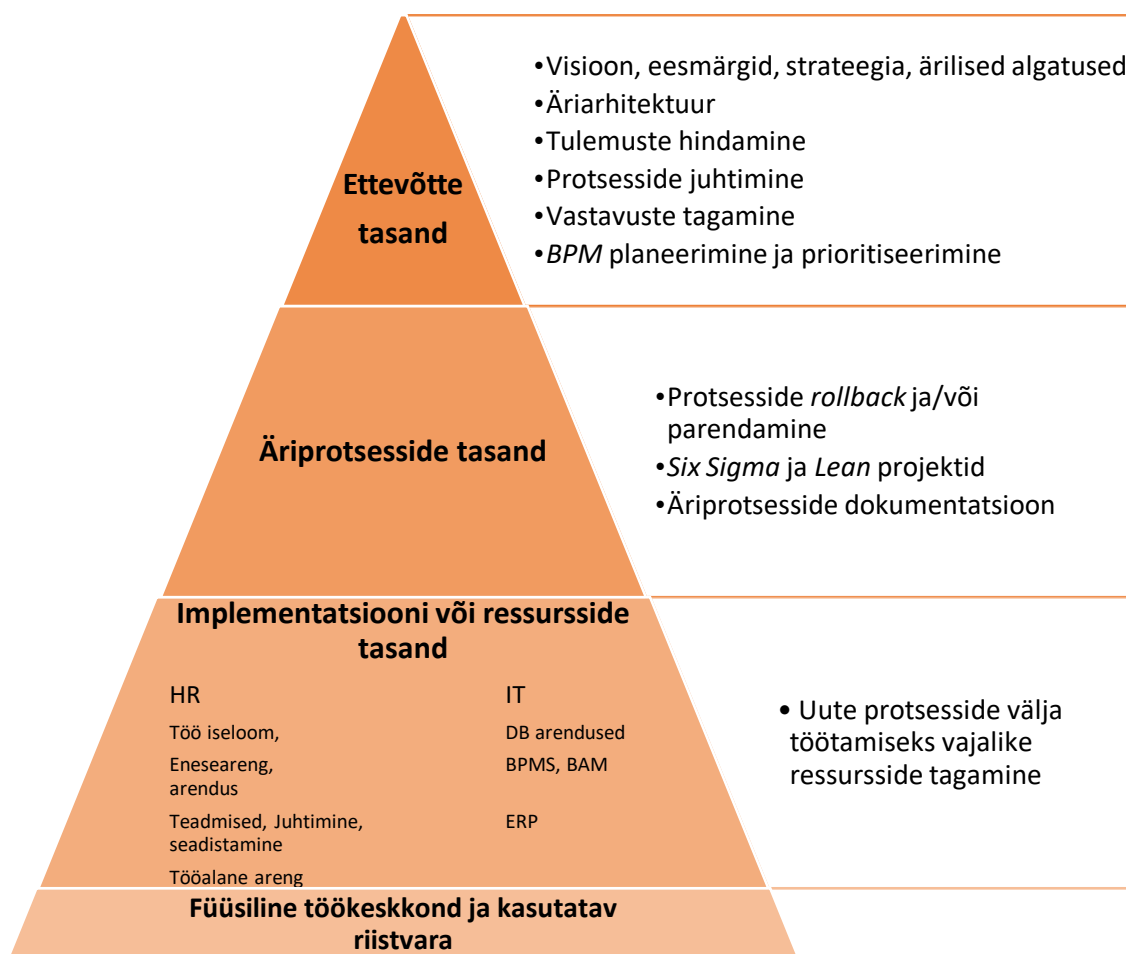 •Visioon, eesmärgid, strateegia, ärilised algatused
•Äriarhitektuur
•Tulemuste hindamine
•Protsesside juhtimine
•Vastavuste tagamine
•BPM planeerimine ja prioritiseerimine
Ettevõtte
tasand
•Protsesside rollback ja/või
parendamine
•Six Sigma ja Lean projektid
•Äriprotsesside dokumentatsioon
Äriprotsesside tasand
Implementatsiooni või ressursside
tasand
HR
Töö iseloom,
Eneseareng,
arendus
Teadmised, Juhtimine,
seadistamine
Tööalane areng
IT
DB arendused
BPMS, BAM
ERP
• Uute protsesside välja
töötamiseks vajalike
ressursside tagamine
Füüsiline töökeskkond ja kasutatav
riistvara